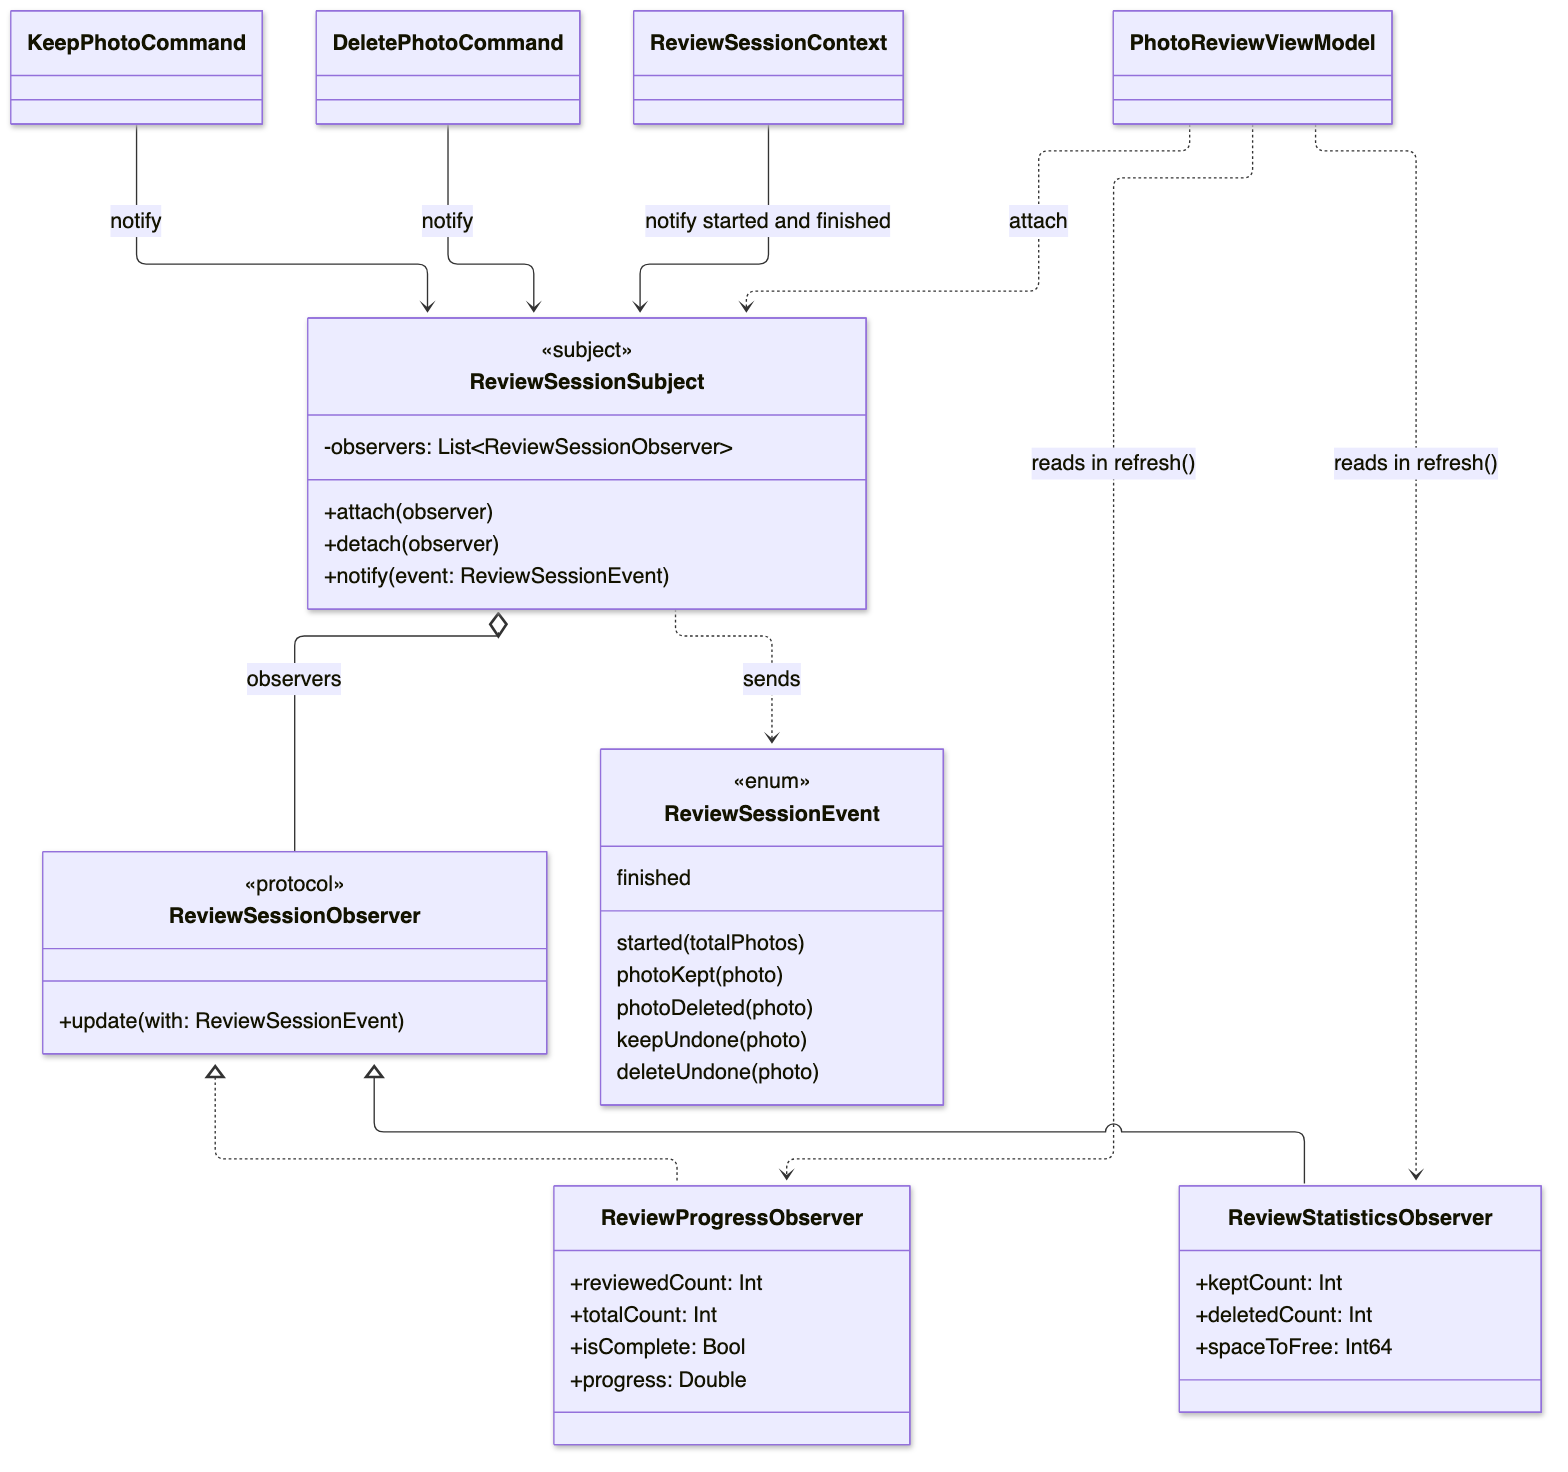 KeepPhotoCommand
DeletePhotoCommand
ReviewSessionContext
PhotoReviewViewModel
notify
notify
notify started and finished
attach
«subject»
ReviewSessionSubject
-observers: List<ReviewSessionObserver>
+attach(observer)
+detach(observer)
+notify(event: ReviewSessionEvent)
reads in refresh()
reads in refresh()
observers
sends
«enum»
ReviewSessionEvent
finished
started(totalPhotos)
photoKept(photo)
photoDeleted(photo)
keepUndone(photo)
deleteUndone(photo)
«protocol»
ReviewSessionObserver
+update(with: ReviewSessionEvent)
ReviewProgressObserver
+reviewedCount: Int
+totalCount: Int
+isComplete: Bool
+progress: Double
ReviewStatisticsObserver
+keptCount: Int
+deletedCount: Int
+spaceToFree: Int64